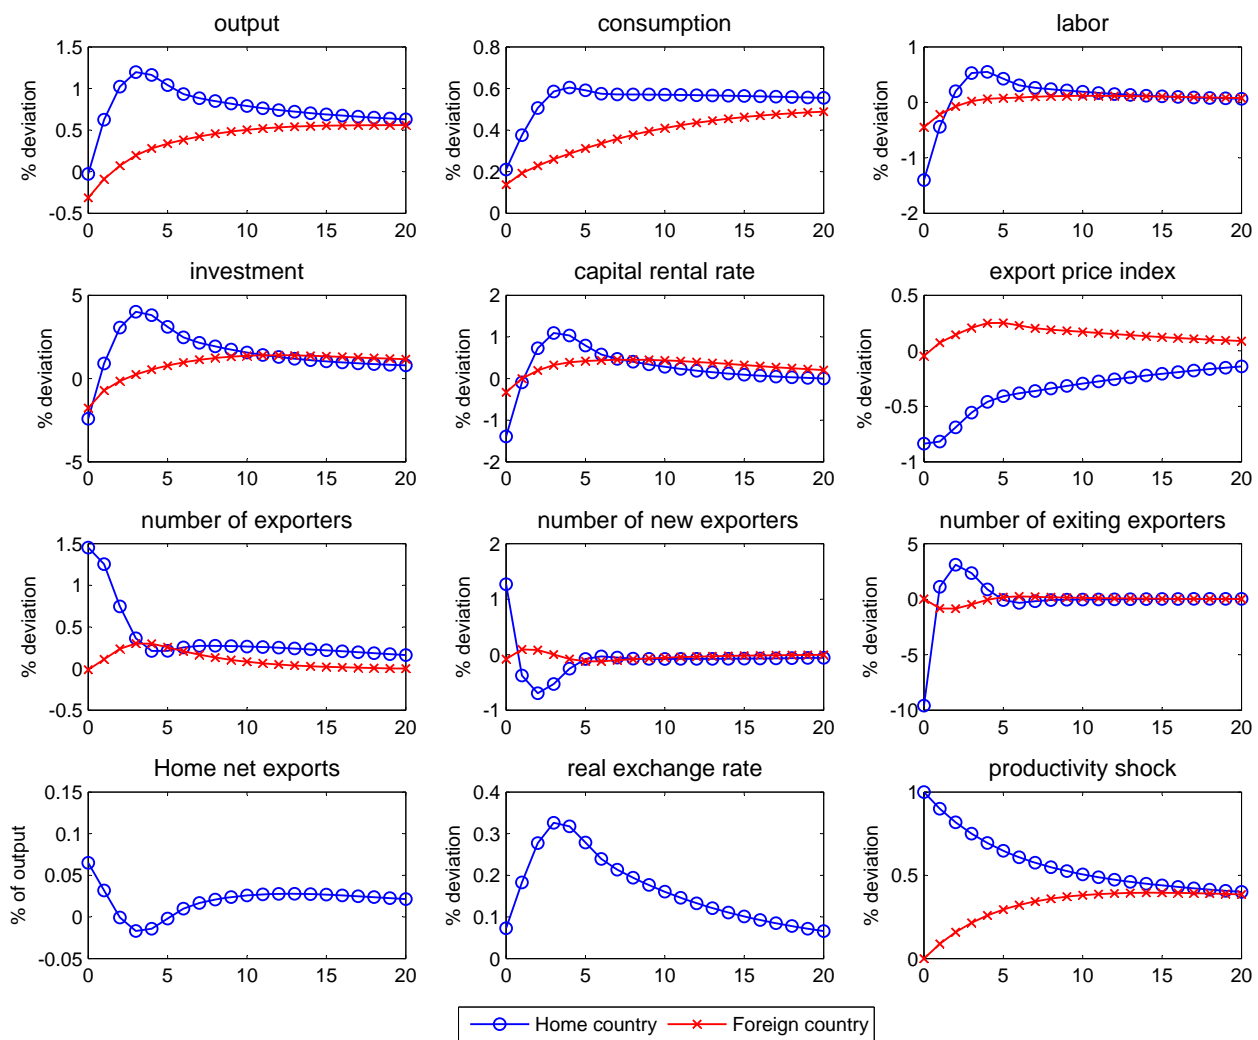 output
consumption
labor
1.5
1
0.5
0
-0.5
% deviation
0 5 10 15 20
0.8
0.6
0.4
0.2
0
% deviation
0 5 10 15 20
1
0
-1
-2
% deviation
0 5 10 15 20
investment
capital rental rate
export price index
5
0
-5
% deviation
0 5 10 15 20
2
1
0
-1
-2
% deviation
0 5 10 15 20
0.5
0
-0.5
-1
% deviation
0 5 10 15 20
number of exporters
number of new exporters
number of exiting exporters
1.5
1
0.5
0
-0.5
% deviation
0 5 10 15 20
2
1
0
-1
% deviation
0 5 10 15 20
5
0
-5
-10
% deviation
0 5 10 15 20
Home net exports
real exchange rate
productivity shock
0.15
0.1
0.05
0
-0.05
% of output
0 5 10 15 20
0.4
0.3
0.2
0.1
0
% deviation
0 5 10 15 20
1
0.5
0
% deviation
0 5 10 15 20
Home country
Foreign country